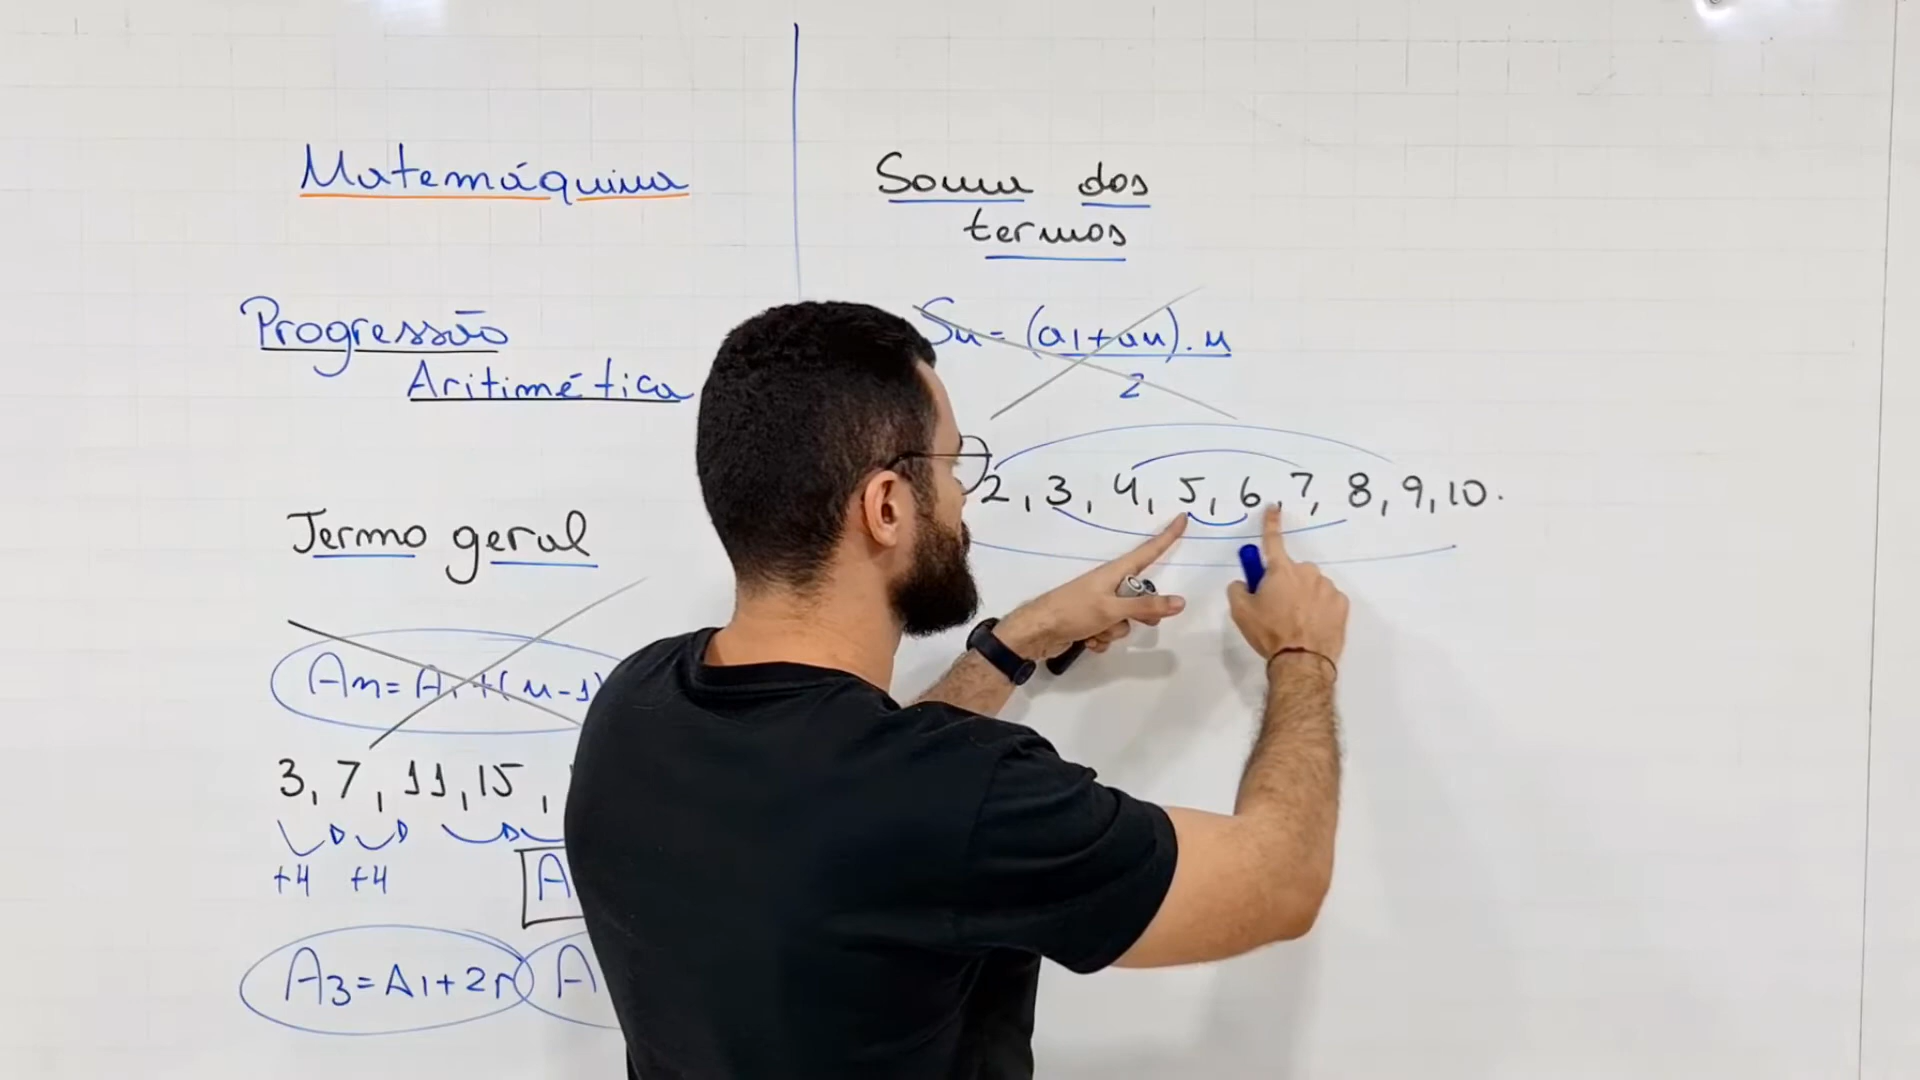 Matemáquina
Progressão
Aritimética
Termo geral
An = A1 + (n-1)
3, 7, 11, 15,
+4 +4
A
A3 = A1 + 2r A
Soma dos
termos
Sn = (a1 + an) . n
2
2, 3, 4, 5, 6, 7, 8, 9, 10.